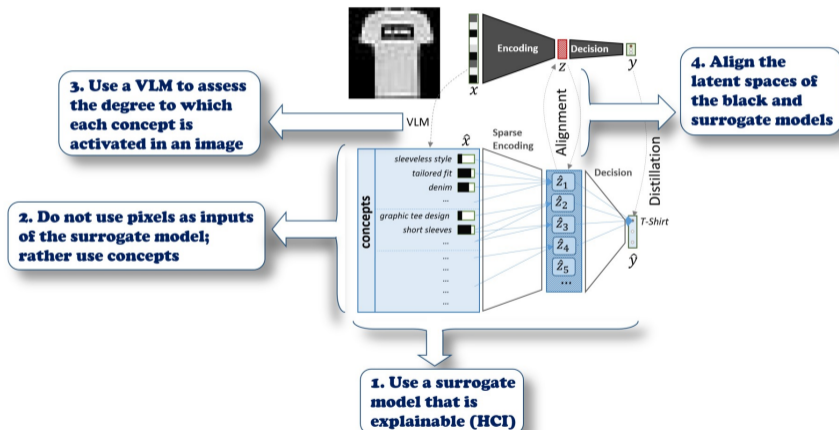 Encoding
Decision
x
z
y
3. Use a VLM to assess
the degree to which
each concept is
activated in an image
4. Align the
latent spaces of
the black and
surrogate models
VLM
x̂
Sparse
Encoding
Alignment
Decision
Distillation
concepts
sleeveless style
tailored fit
denim
...
graphic tee design
short sleeves
...
...
...
...
...
ẑ1
ẑ2
ẑ3
ẑ4
ẑ5
...
T-Shirt
ŷ
2. Do not use pixels as inputs
of the surrogate model;
rather use concepts
1. Use a surrogate
model that is
explainable (HCI)